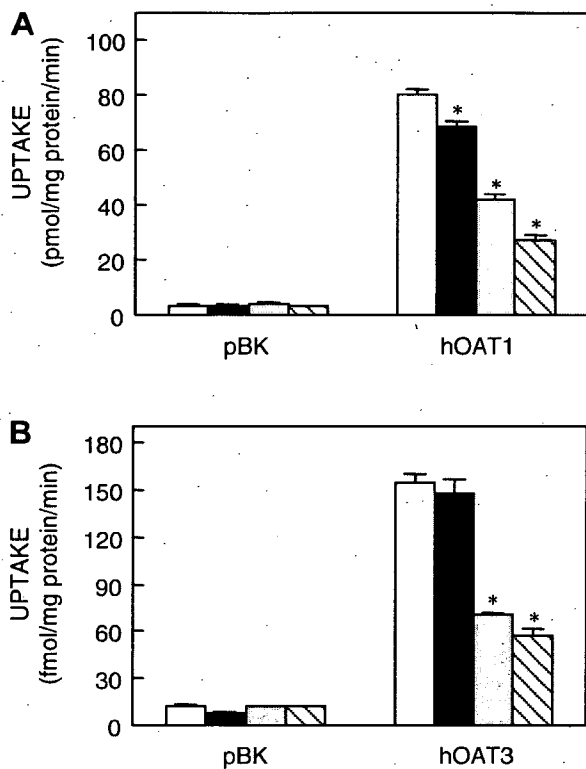 A
UPTAKE
(pmol/mg protein/min)
100
80
60
40
20
0
*
*
*
pBK
hOAT1
B
UPTAKE
(fmol/mg protein/min)
180
150
120
90
60
30
0
*
*
pBK
hOAT3